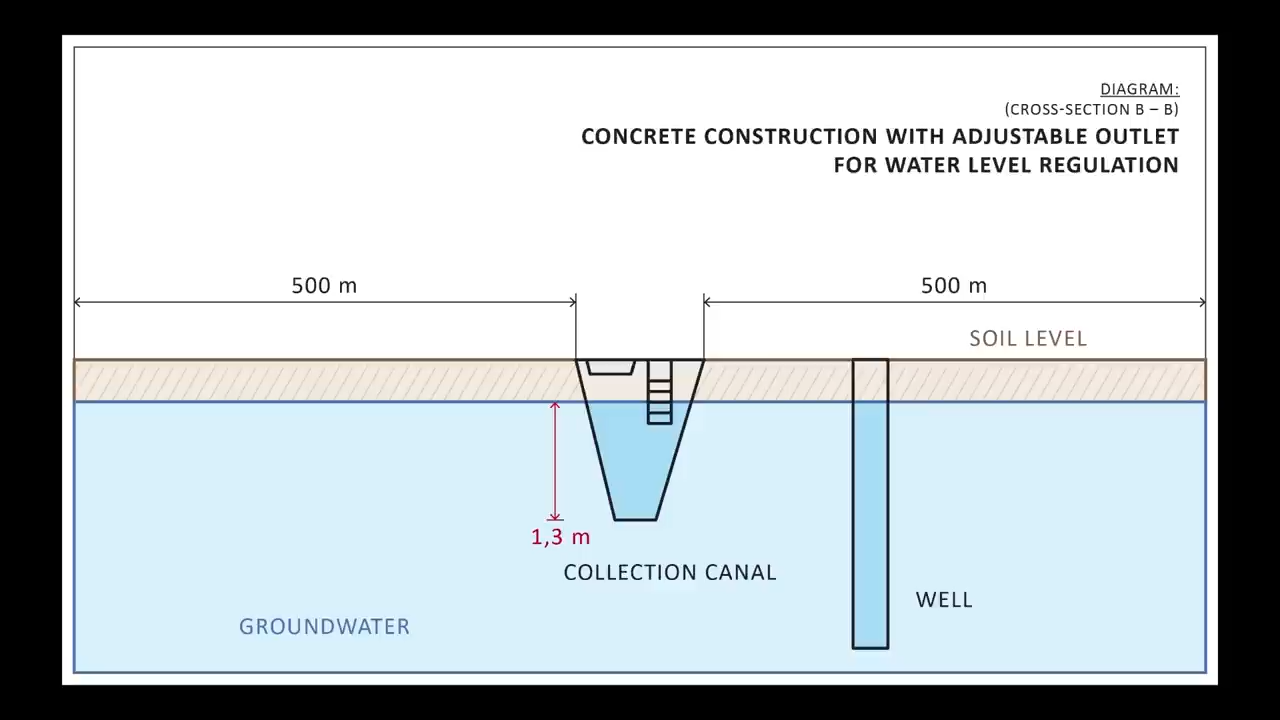 DIAGRAM:
(CROSS-SECTION B – B)
CONCRETE CONSTRUCTION WITH ADJUSTABLE OUTLET
FOR WATER LEVEL REGULATION
500 m
500 m
SOIL LEVEL
1,3 m
COLLECTION CANAL
WELL
GROUNDWATER